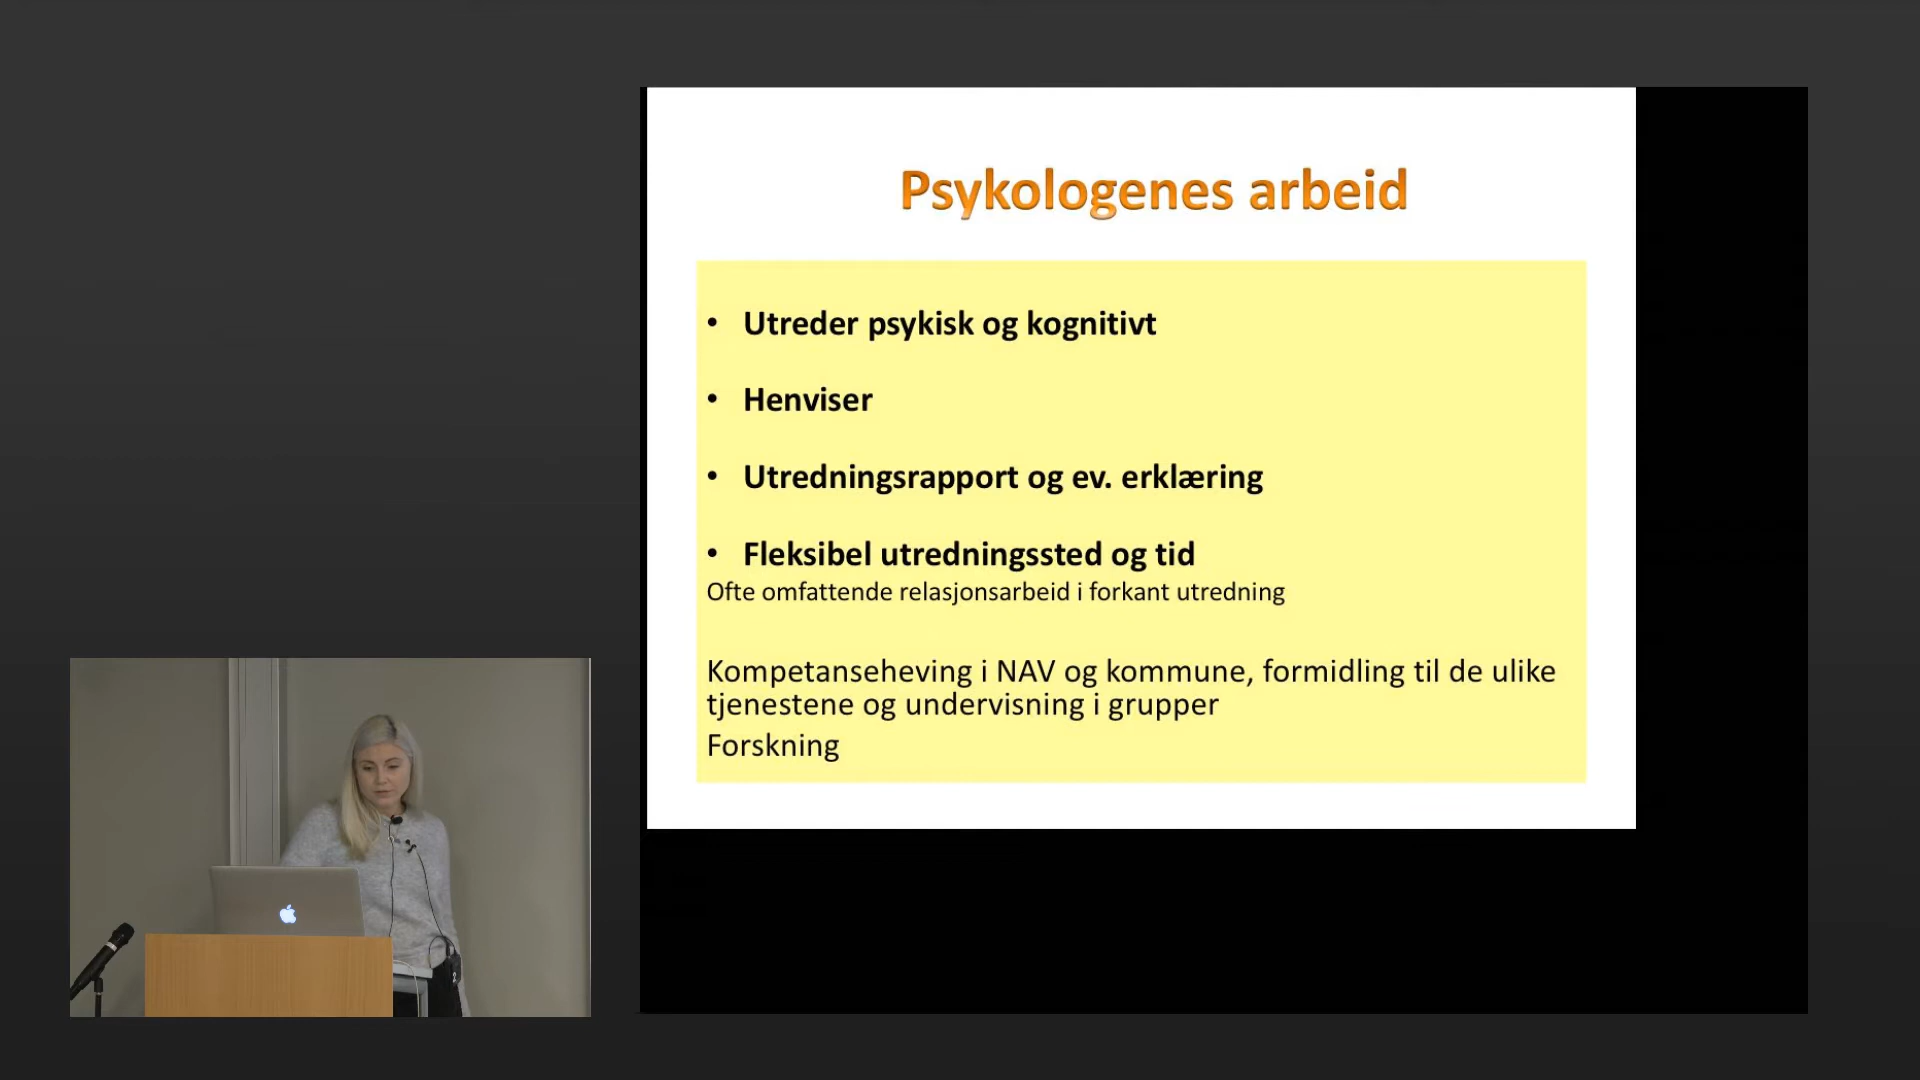 Psykologenes arbeid
• Utreder psykisk og kognitivt
• Henviser
• Utredningsrapport og ev. erklæring
• Fleksibel utredningssted og tid
Ofte omfattende relasjonsarbeid i forkant utredning
Kompetanseheving i NAV og kommune, formidling til de ulike
tjenestene og undervisning i grupper
Forskning